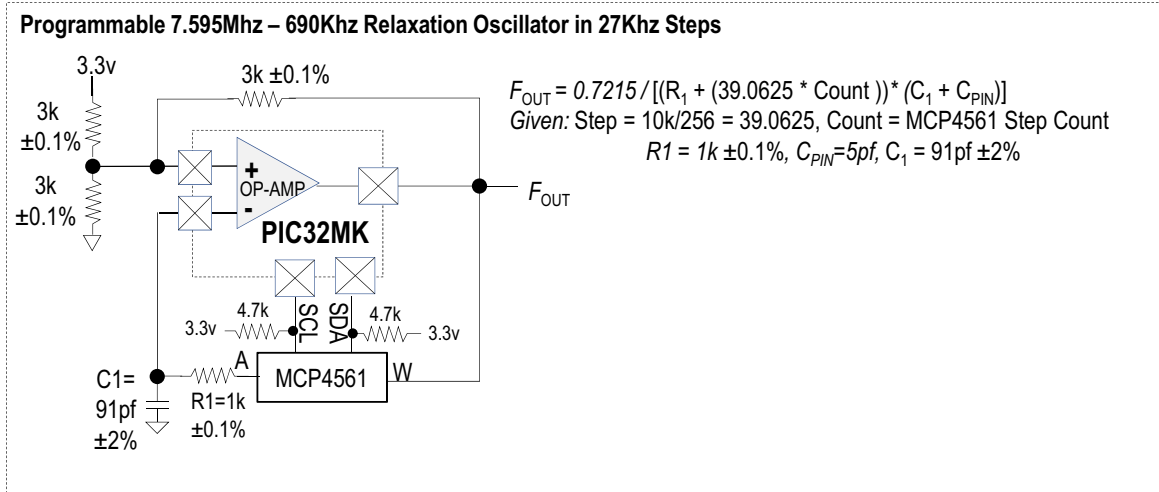 Programmable 7.595Mhz – 690Khz Relaxation Oscillator in 27Khz Steps
3.3v
3k ±0.1%
3k
±0.1%
3k
±0.1%
+
OP-AMP
-
PIC32MK
F_OUT
F_OUT = 0.7215 / [(R_1 + (39.0625 * Count ))* (C_1 + C_PIN)]
Given: Step = 10k/256 = 39.0625, Count = MCP4561 Step Count
R1 = 1k ±0.1%, C_PIN=5pf, C_1 = 91pf ±2%
SCL
SDA
4.7k
3.3v
4.7k
3.3v
A
MCP4561
W
C1=
91pf
±2%
R1=1k
±0.1%